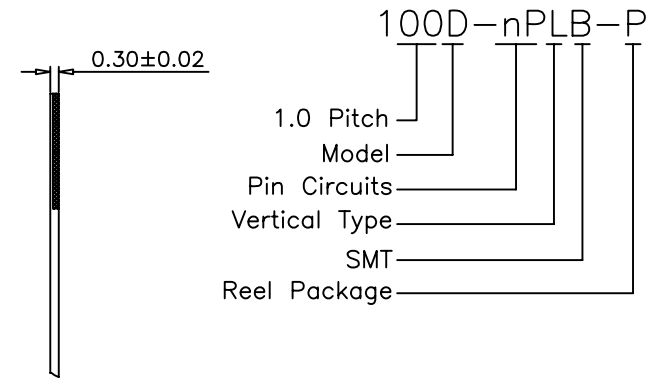 100D-nPLB-P
0.30±0.02
1.0 Pitch
Model
Pin Circuits
Vertical Type
SMT
Reel Package